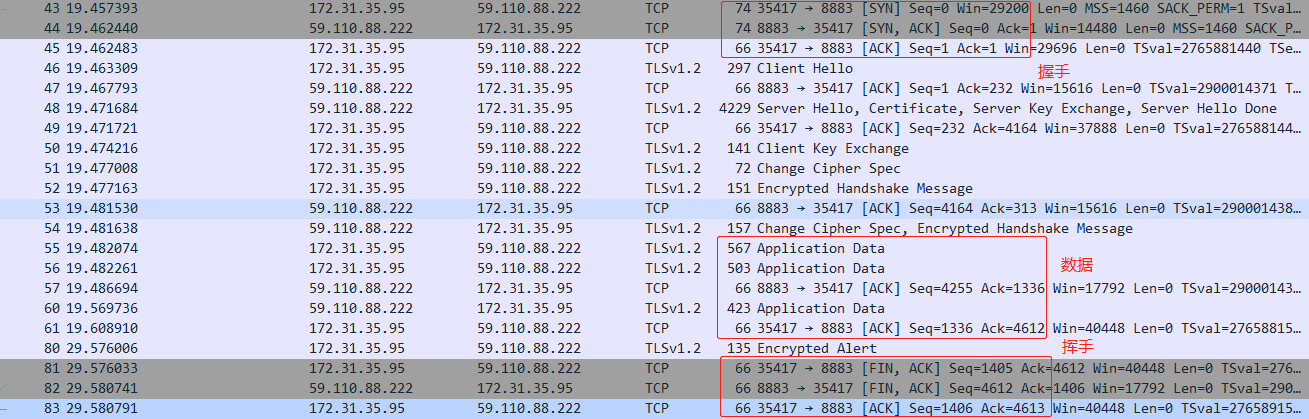 43 19.457393 172.31.35.95 59.110.88.222 TCP 74 35417 → 8883 [SYN] Seq=0 Win=29200 Len=0 MSS=1460 SACK_PERM=1 TSval…
44 19.462440 59.110.88.222 172.31.35.95 TCP 74 8883 → 35417 [SYN, ACK] Seq=0 Ack=1 Win=14480 Len=0 MSS=1460 SACK_P…
45 19.462483 172.31.35.95 59.110.88.222 TCP 66 35417 → 8883 [ACK] Seq=1 Ack=1 Win=29696 Len=0 TSval=2765881440 TSe…
握手
46 19.463309 172.31.35.95 59.110.88.222 TLSv1.2 297 Client Hello
47 19.467793 59.110.88.222 172.31.35.95 TCP 66 8883 → 35417 [ACK] Seq=1 Ack=232 Win=15616 Len=0 TSval=2900014371 T…
48 19.471684 59.110.88.222 172.31.35.95 TLSv1.2 4229 Server Hello, Certificate, Server Key Exchange, Server Hello Done
49 19.471721 172.31.35.95 59.110.88.222 TCP 66 35417 → 8883 [ACK] Seq=232 Ack=4164 Win=37888 Len=0 TSval=276588144…
50 19.474216 172.31.35.95 59.110.88.222 TLSv1.2 141 Client Key Exchange
51 19.477008 172.31.35.95 59.110.88.222 TLSv1.2 72 Change Cipher Spec
52 19.477163 172.31.35.95 59.110.88.222 TLSv1.2 151 Encrypted Handshake Message
53 19.481530 59.110.88.222 172.31.35.95 TCP 66 8883 → 35417 [ACK] Seq=4164 Ack=313 Win=15616 Len=0 TSval=290001438…
54 19.481638 59.110.88.222 172.31.35.95 TLSv1.2 157 Change Cipher Spec, Encrypted Handshake Message
55 19.482074 172.31.35.95 59.110.88.222 TLSv1.2 567 Application Data
56 19.482261 172.31.35.95 59.110.88.222 TLSv1.2 503 Application Data
数据
57 19.486694 59.110.88.222 172.31.35.95 TCP 66 8883 → 35417 [ACK] Seq=4255 Ack=1336 Win=17792 Len=0 TSval=29000143…
60 19.569736 59.110.88.222 172.31.35.95 TLSv1.2 423 Application Data
61 19.608910 172.31.35.95 59.110.88.222 TCP 66 35417 → 8883 [ACK] Seq=1336 Ack=4612 Win=40448 Len=0 TSval=27658815…
80 29.576006 172.31.35.95 59.110.88.222 TLSv1.2 135 Encrypted Alert
挥手
81 29.576033 172.31.35.95 59.110.88.222 TCP 66 35417 → 8883 [FIN, ACK] Seq=1405 Ack=4612 Win=40448 Len=0 TSval=276…
82 29.580741 59.110.88.222 172.31.35.95 TCP 66 8883 → 35417 [FIN, ACK] Seq=4612 Ack=1406 Win=17792 Len=0 TSval=290…
83 29.580791 172.31.35.95 59.110.88.222 TCP 66 35417 → 8883 [ACK] Seq=1406 Ack=4613 Win=40448 Len=0 TSval=27658915…